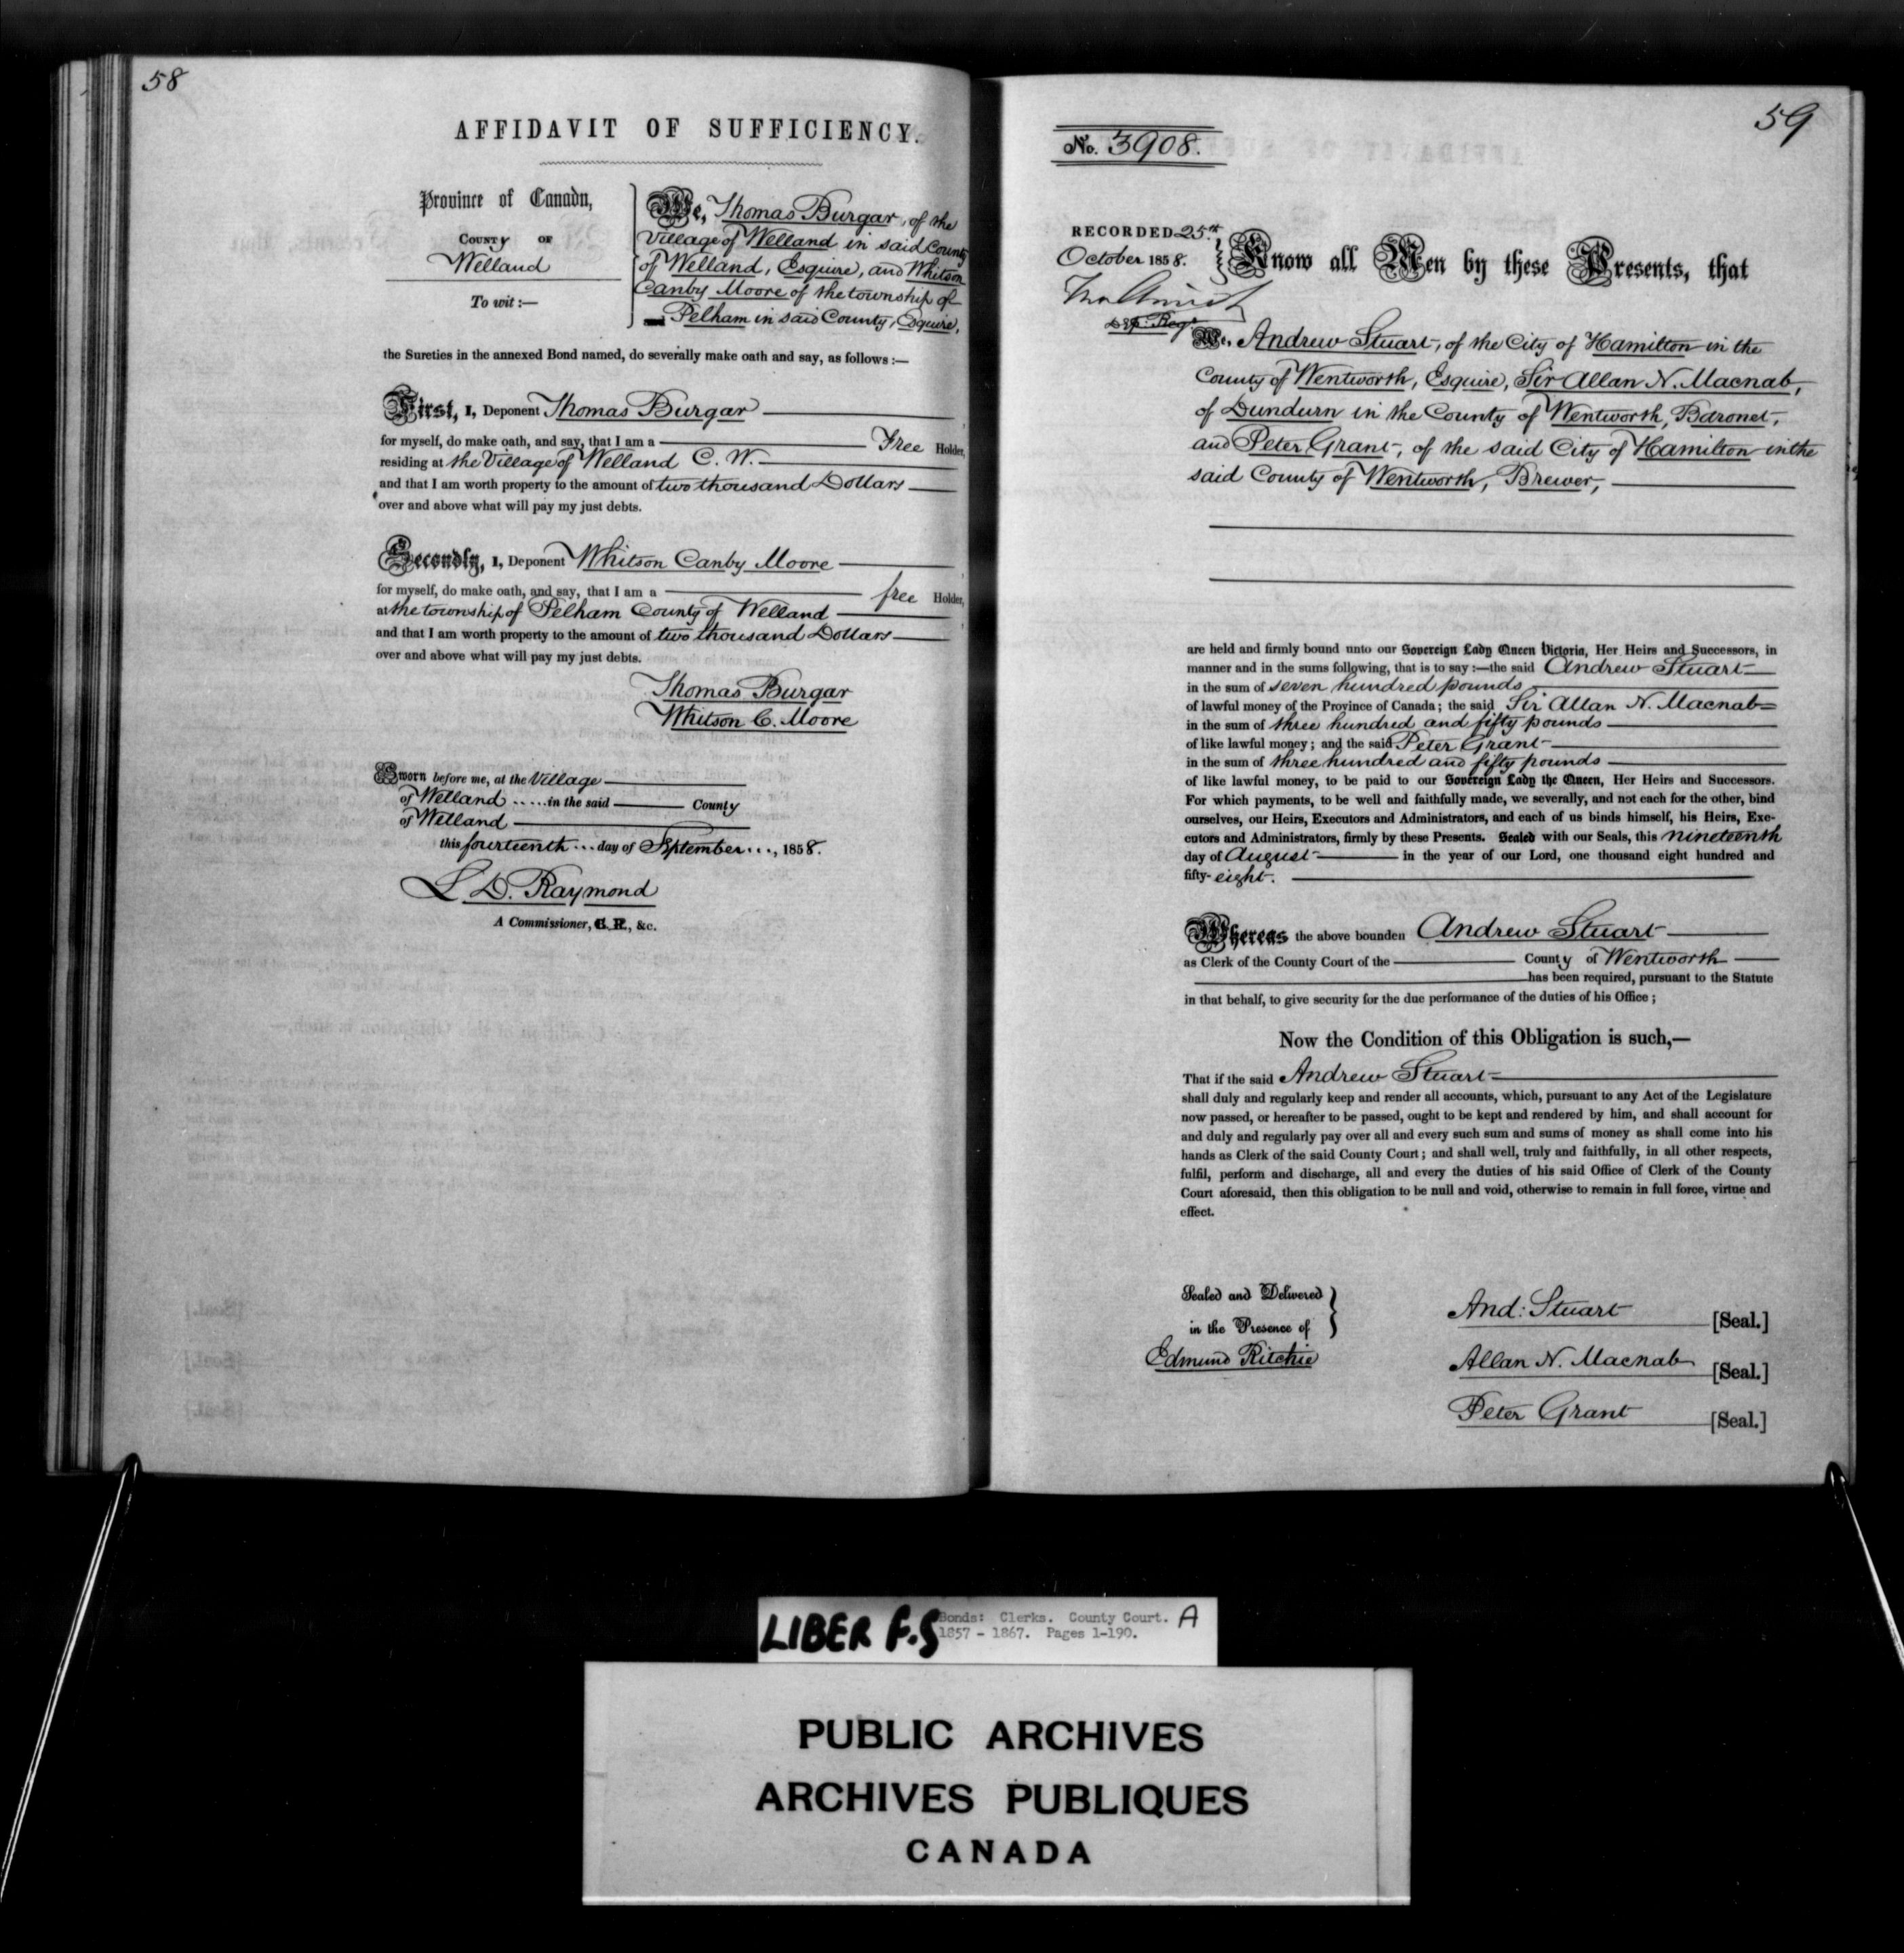 58
AFFIDAVIT OF SUFFICIENCY.
Province of Canada,
COUNTY OF
Welland
To wit:—
We, Thomas Burgar, of the
Village of Welland in said County
of Welland, Esquire, and Whitson
Canby Moore of the township of
Pelham in said County, Esquire,
the Sureties in the annexed Bond named, do severally make oath and say, as follows:—
First, I, Deponent Thomas Burgar
for myself, do make oath, and say, that I am a Free Holder,
residing at the Village of Welland C. W.
and that I am worth property to the amount of two thousand Dollars
over and above what will pay my just debts.
Secondly, I, Deponent Whitson Canby Moore
for myself, do make oath, and say, that I am a free Holder,
at the township of Pelham County of Welland
and that I am worth property to the amount of two thousand Dollars
over and above what will pay my just debts.
Thomas Burgar
Whitson C. Moore
Sworn before me, at the Village
of Welland ..... in the said County
of Welland
this fourteenth ... day of September ..., 1858.
L D. Raymond
A Commissioner, C. R., &c.
59
No. 3908.
RECORDED 25th
October 1858.
Dep. Regr
Know all Men by these Presents, that
We, Andrew Stuart, of the City of Hamilton in the
County of Wentworth, Esquire, Sir Allan N. Macnab,
of Dundurn in the County of Wentworth, Baronet,
and Peter Grant, of the said City of Hamilton in the
said County of Wentworth, Brewer,
are held and firmly bound unto our Sovereign Lady Queen Victoria, Her Heirs and Successors, in
manner and in the sums following, that is to say:—the said Andrew Stuart
in the sum of seven hundred pounds
of lawful money of the Province of Canada; the said Sir Allan N. Macnab
in the sum of three hundred and fifty pounds
of like lawful money; and the said Peter Grant
in the sum of three hundred and fifty pounds
of like lawful money, to be paid to our Sovereign Lady the Queen, Her Heirs and Successors.
For which payments, to be well and faithfully made, we severally, and not each for the other, bind
ourselves, our Heirs, Executors and Administrators, and each of us binds himself, his Heirs, Exe-
cutors and Administrators, firmly by these Presents. Sealed with our Seals, this nineteenth
day of August in the year of our Lord, one thousand eight hundred and
fifty-eight.
Whereas the above bounden Andrew Stuart
as Clerk of the County Court of the County of Wentworth
has been required, pursuant to the Statute
in that behalf, to give security for the due performance of the duties of his Office;
Now the Condition of this Obligation is such,—
That if the said Andrew Stuart
shall duly and regularly keep and render all accounts, which, pursuant to any Act of the Legislature
now passed, or hereafter to be passed, ought to be kept and rendered by him, and shall account for
and duly and regularly pay over all and every such sum and sums of money as shall come into his
hands as Clerk of the said County Court; and shall well, truly and faithfully, in all other respects,
fulfil, perform and discharge, all and every the duties of his said Office of Clerk of the County
Court aforesaid, then this obligation to be null and void, otherwise to remain in full force, virtue and
effect.
Sealed and Delivered
in the Presence of
Edmund Ritchie
And: Stuart [Seal.]
Allan N. Macnab [Seal.]
Peter Grant [Seal.]
LIBER F.S
Bonds: Clerks. County Court. A
1857 - 1867. Pages 1-190.
PUBLIC ARCHIVES
ARCHIVES PUBLIQUES
CANADA